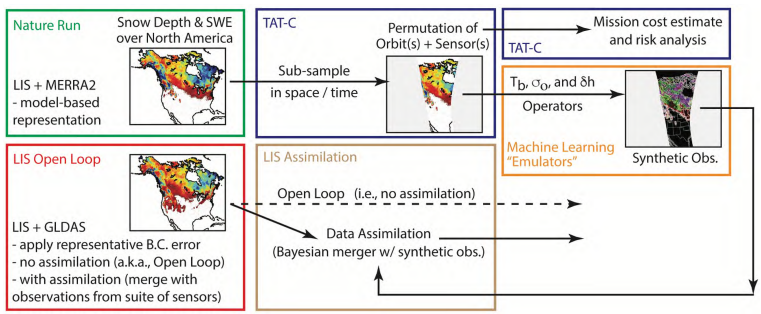 Nature Run
Snow Depth & SWE
over North America
LIS + MERRA2
- model-based
representation
TAT-C
Sub-sample
in space / time
Permutation of
Orbit(s) + Sensor(s)
Mission cost estimate
and risk analysis
TAT-C
Tb, σo, and δh
Operators
Machine Learning
"Emulators"
Synthetic Obs.
LIS Open Loop
LIS + GLDAS
- apply representative B.C. error
- no assimilation (a.k.a., Open Loop)
- with assimilation (merge with
observations from suite of sensors)
LIS Assimilation
Open Loop (i.e., no assimilation)
Data Assimilation
(Bayesian merger w/ synthetic obs.)